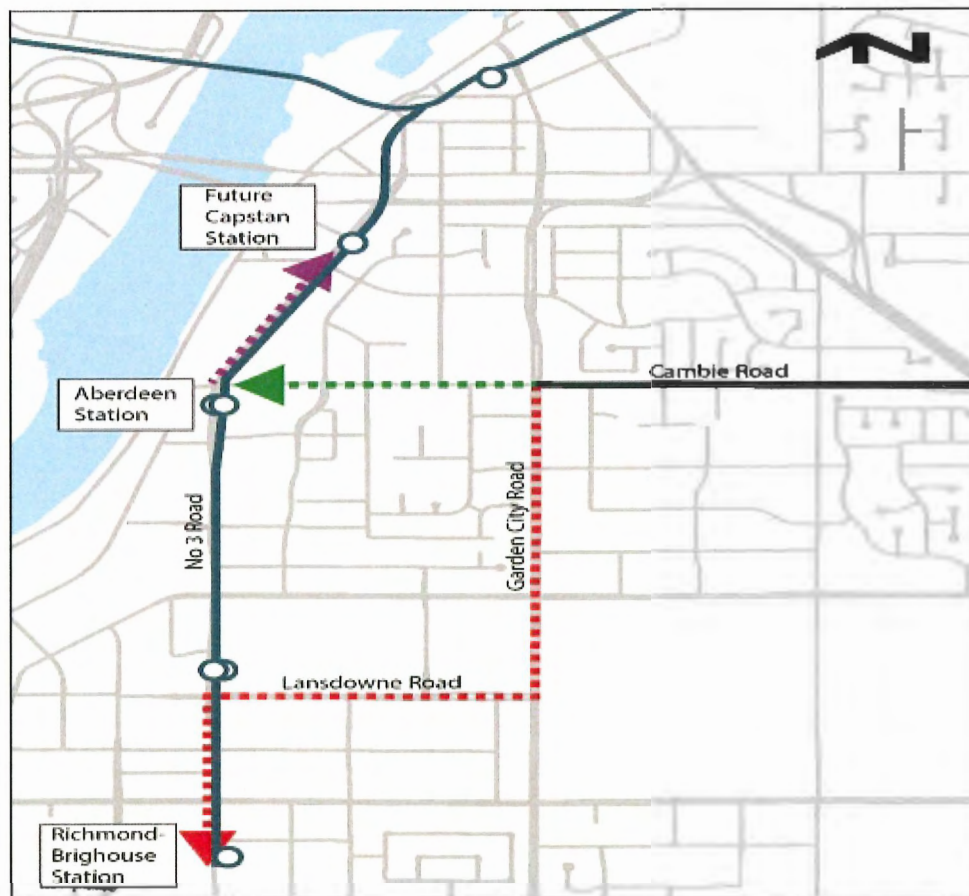 Future
Capstan
Station
Cambie Road
Aberdeen
Station
No 3 Road
Garden City Road
Lansdowne Road
Richmond-
Brighouse
Station